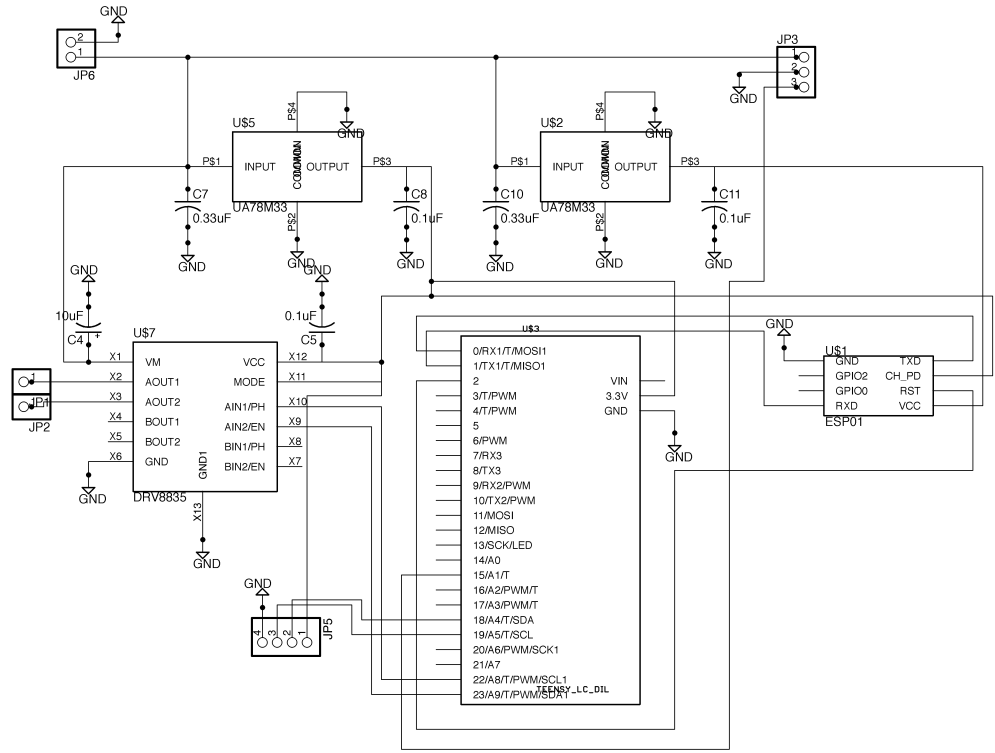 GND
2
1
JP6
JP3
1
2
3
GND
U$5
P$4
GND
P$1
INPUT
COMMON
OUTPUT
P$3
UA78M33
P$2
GND
C7
0.33uF
GND
C8
0.1uF
GND
U$2
P$4
GND
P$1
INPUT
COMMON
OUTPUT
P$3
UA78M33
P$2
GND
C10
0.33uF
GND
C11
0.1uF
GND
GND
10uF
C4
+
GND
0.1uF
C5
U$7
X1 VM VCC X12
X2 AOUT1 MODE X11
X3 AOUT2 AIN1/PH X10
X4 BOUT1 AIN2/EN X9
X5 BOUT2 BIN1/PH X8
X6 GND BIN2/EN X7
GND1
X13
DRV8835
GND
GND
1
JP1
1
JP2
GND
4 3 2 1
JP5
U$3
0/RX1/T/MOSI1
1/TX1/T/MISO1
2
3/T/PWM
4/T/PWM
5
6/PWM
7/RX3
8/TX3
9/RX2/PWM
10/TX2/PWM
11/MOSI
12/MISO
13/SCK/LED
14/A0
15/A1/T
16/A2/PWM/T
17/A3/PWM/T
18/A4/T/SDA
19/A5/T/SCL
20/A6/PWM/SCK1
21/A7
22/A8/T/PWM/SCL1
23/A9/T/PWM/SDA1
TEENSY_LC_DIL
VIN
3.3V
GND
GND
GND
U$1
GND TXD
GPIO2 CH_PD
GPIO0 RST
RXD VCC
ESP01